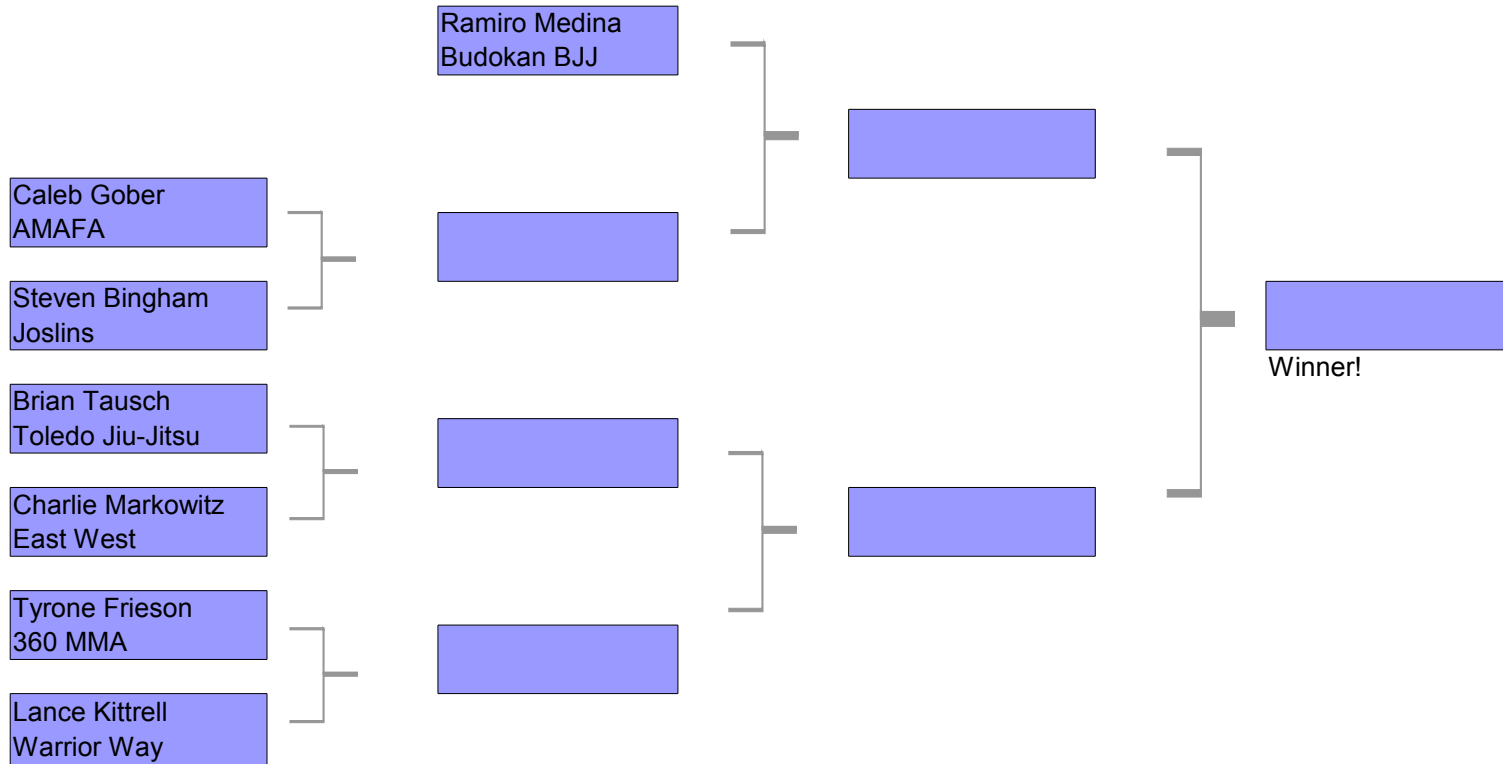 Ramiro Medina
Budokan BJJ
Caleb Gober
AMAFA
Steven Bingham
Joslins
Winner!
Brian Tausch
Toledo Jiu-Jitsu
Charlie Markowitz
East West
Tyrone Frieson
360 MMA
Lance Kittrell
Warrior Way